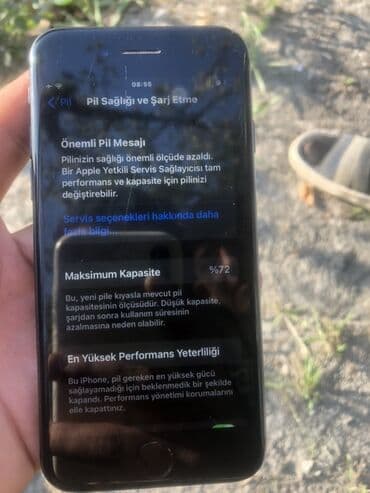 08:55
Pil
Pil Sağlığı ve Şarj Etme
Önemli Pil Mesajı
Pilinizin sağlığı önemli ölçüde azaldı.
Bir Apple Yetkili Servis Sağlayıcısı tam
performans ve kapasite için pilinizi
değiştirebilir.
Servis seçenekleri hakkında daha
fazla bilgi...
Maksimum Kapasite %72
Bu, yeni pile kıyasla mevcut pil
kapasitesinin ölçüsüdür. Düşük kapasite,
şarjdan sonra kullanım süresinin
azalmasına neden olabilir.
En Yüksek Performans Yeterliliği
Bu iPhone, pil gereken en yüksek gücü
sağlayamadığı için beklenmedik bir şekilde
kapandı. Performans yönetimi korumalarını
elle kapattınız.